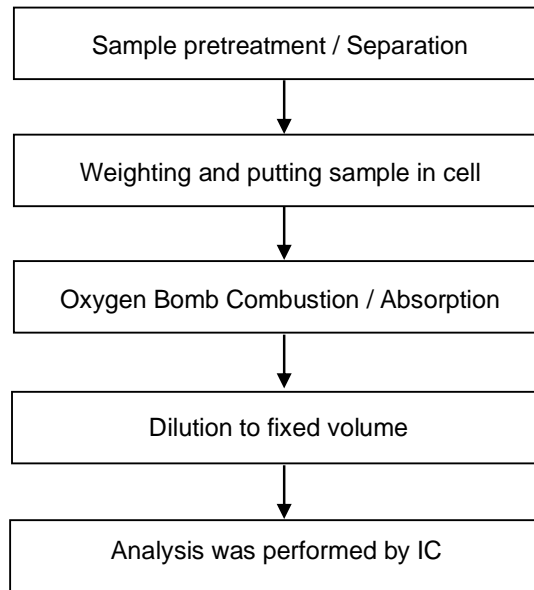 Sample pretreatment / Separation
Weighting and putting sample in cell
Oxygen Bomb Combustion / Absorption
Dilution to fixed volume
Analysis was performed by IC